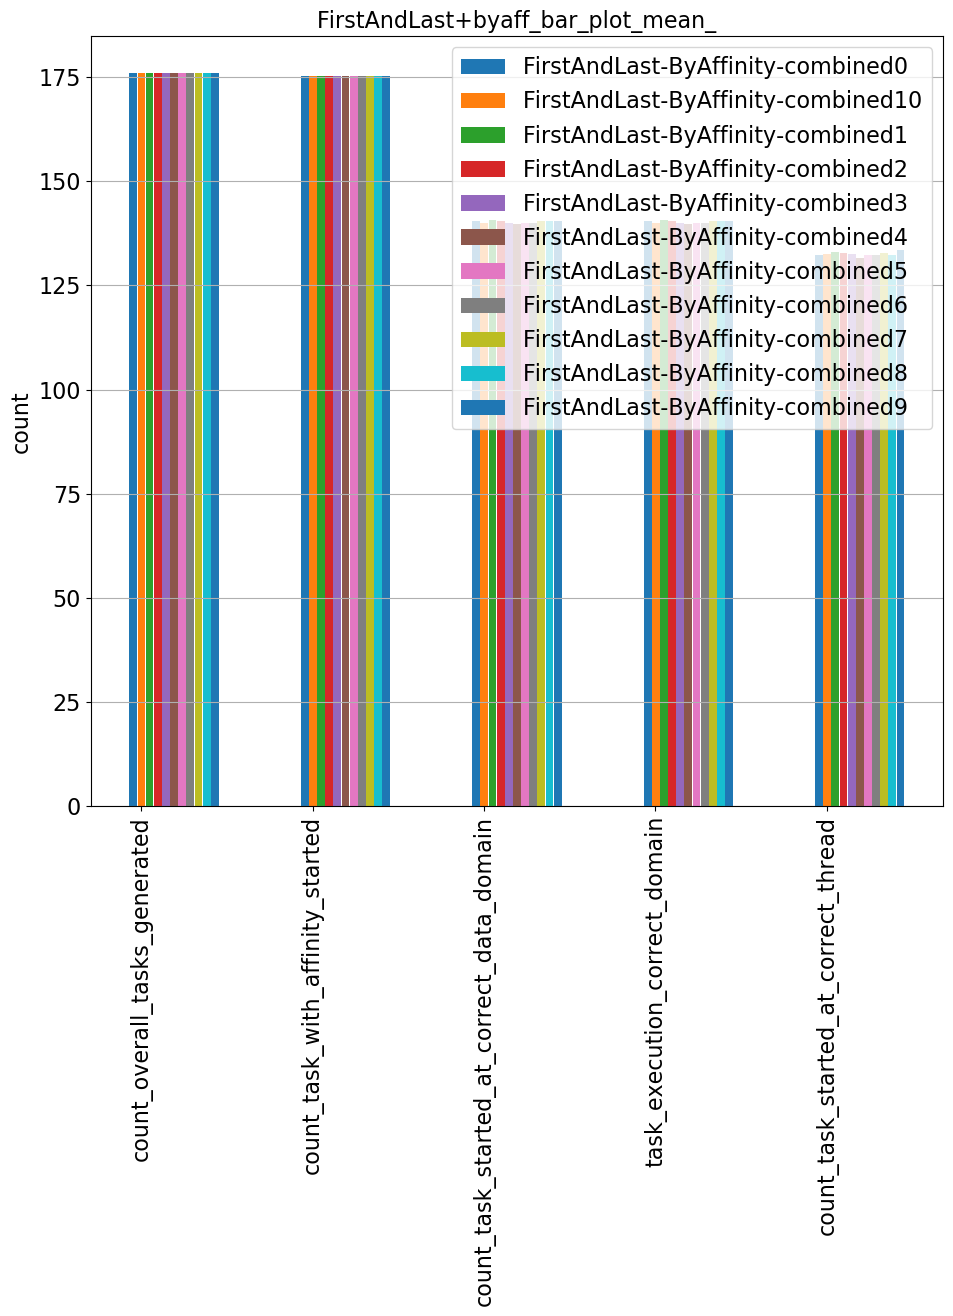 FirstAndLast+byaff_bar_plot_mean_
FirstAndLast-ByAffinity-combined0
FirstAndLast-ByAffinity-combined10
FirstAndLast-ByAffinity-combined1
FirstAndLast-ByAffinity-combined2
FirstAndLast-ByAffinity-combined3
FirstAndLast-ByAffinity-combined4
FirstAndLast-ByAffinity-combined5
FirstAndLast-ByAffinity-combined6
FirstAndLast-ByAffinity-combined7
FirstAndLast-ByAffinity-combined8
FirstAndLast-ByAffinity-combined9
count
175
150
125
100
75
50
25
0
count_overall_tasks_generated
count_task_with_affinity_started
count_task_started_at_correct_data_domain
task_execution_correct_domain
count_task_started_at_correct_thread